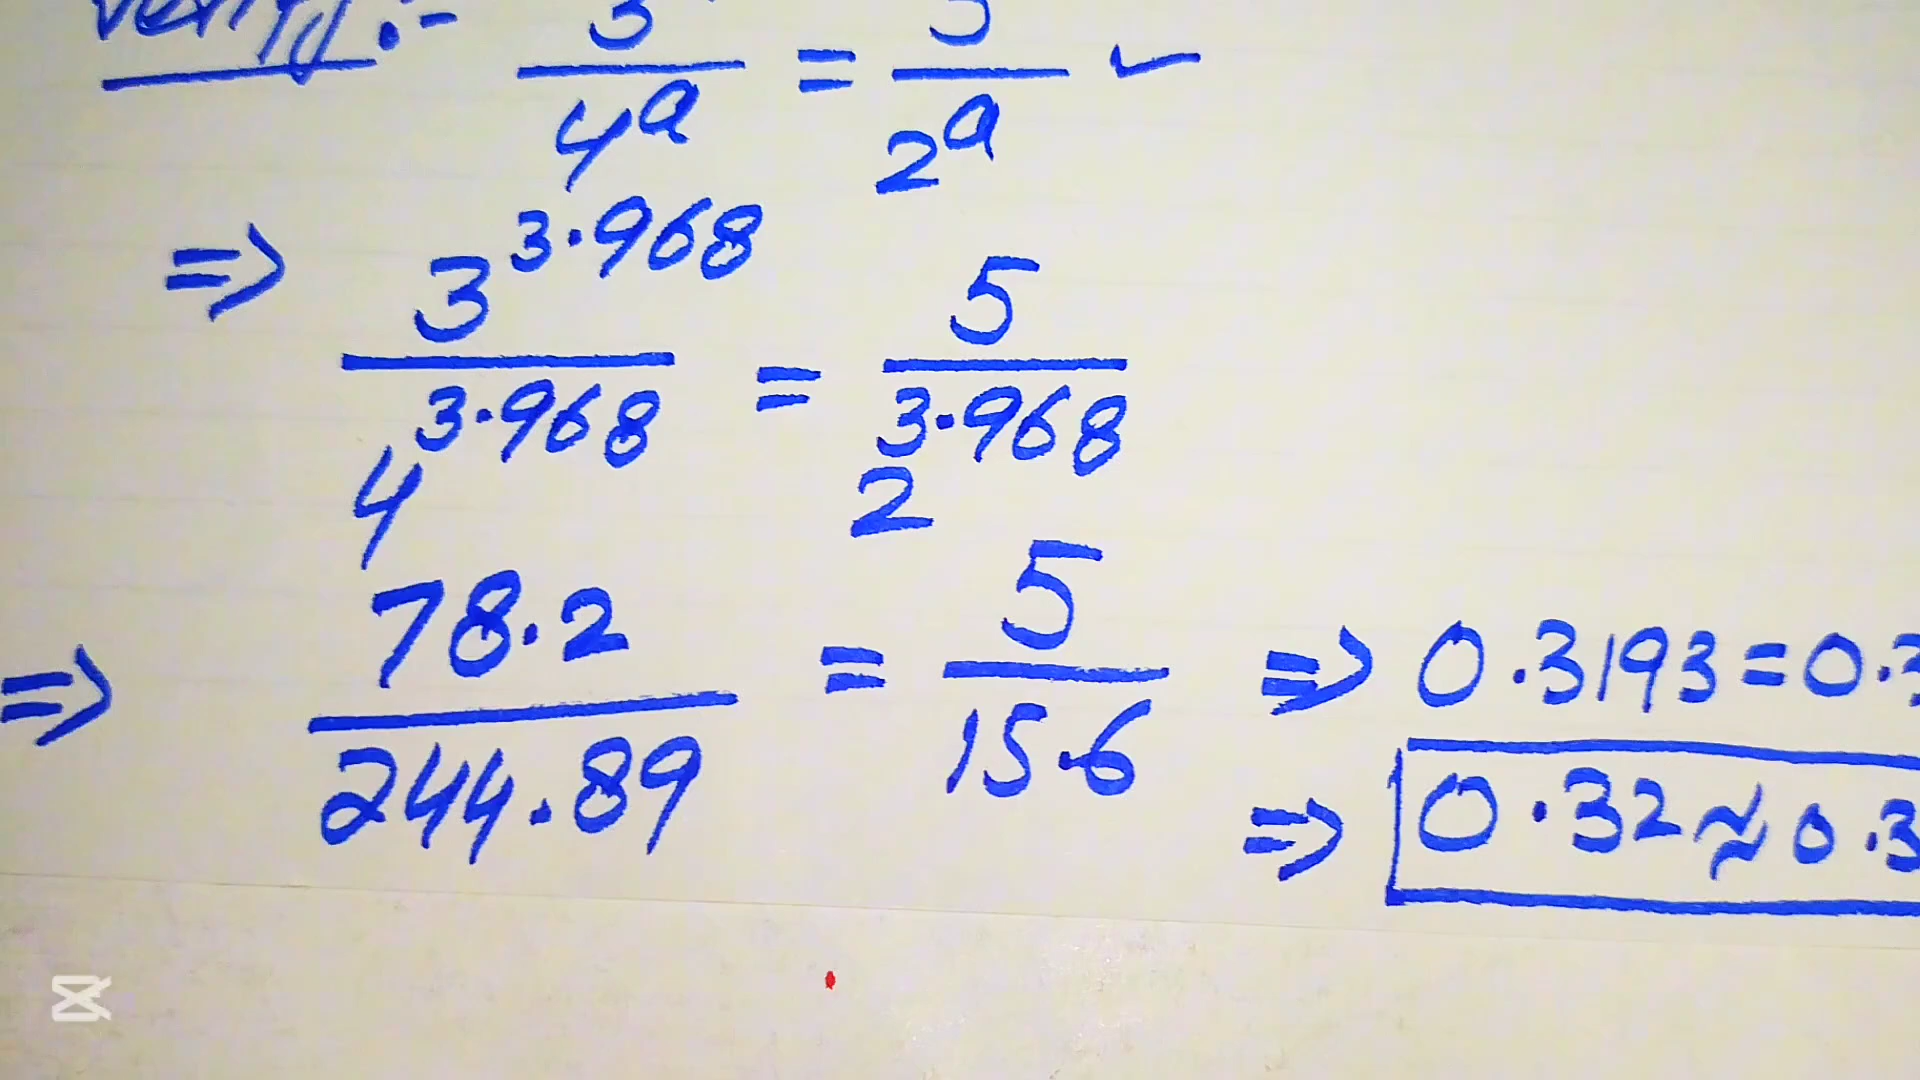 Verify :- 3 / 4^a = 5 / 2^a ✓
=> 3^3.968 / 4^3.968 = 5 / 2^3.968
=> 78.2 / 244.89 = 5 / 15.6 => 0.3193 = 0.3
=> 0.32 ≈ 0.3